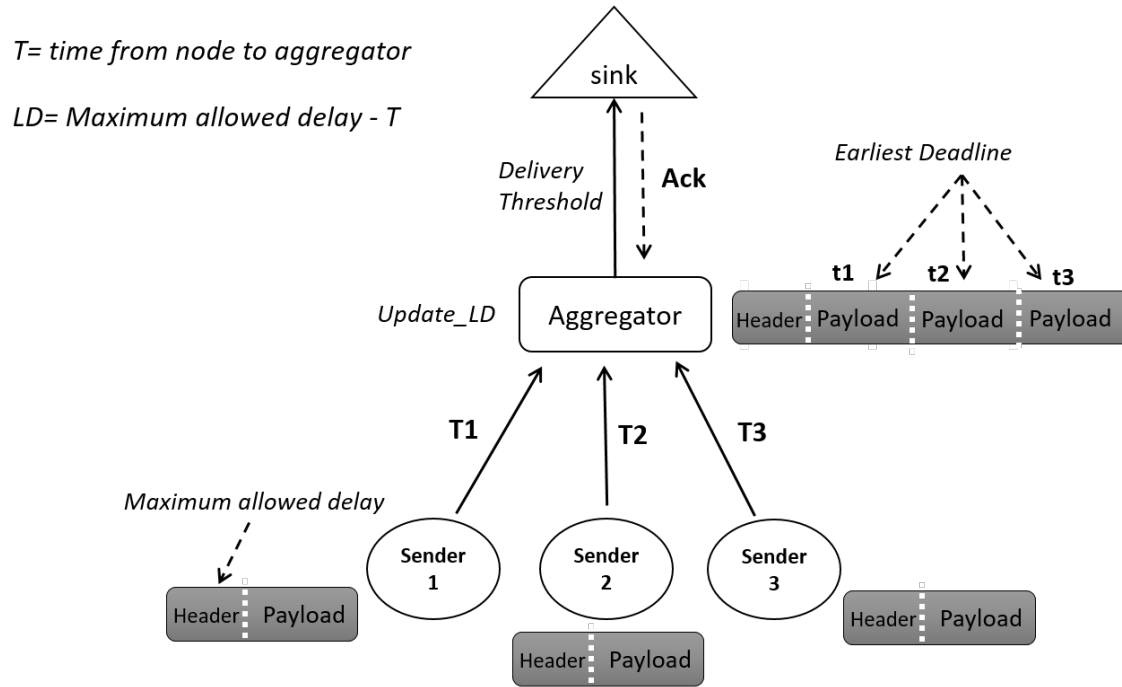 T= time from node to aggregator
LD= Maximum allowed delay - T
sink
Delivery
Threshold
Ack
Earliest Deadline
t1 t2 t3
Update_LD
Aggregator
Header Payload Payload Payload
T1 T2 T3
Maximum allowed delay
Sender
1
Sender
2
Sender
3
Header Payload
Header Payload
Header Payload